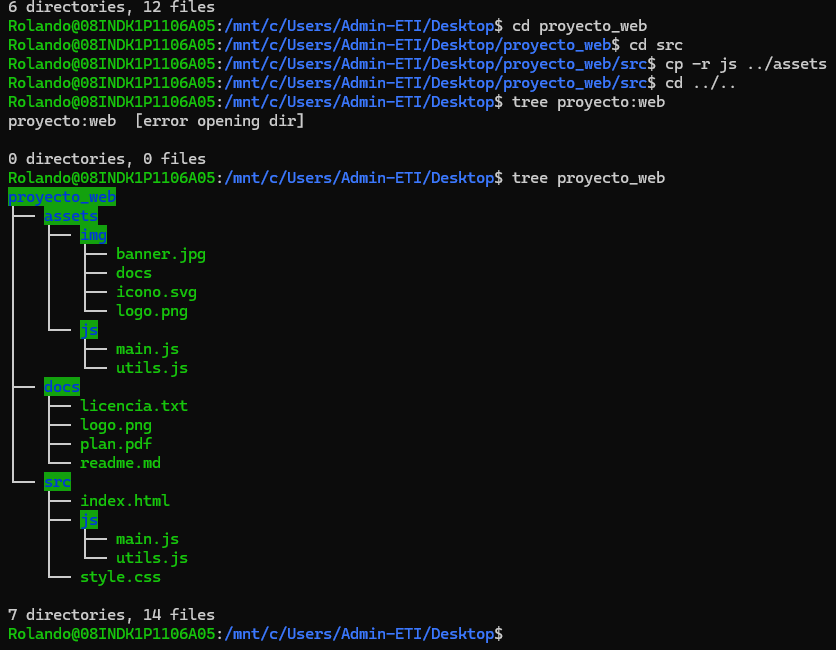 6 directories, 12 files
Rolando@08INDK1P1106A05:/mnt/c/Users/Admin-ETI/Desktop$ cd proyecto_web
Rolando@08INDK1P1106A05:/mnt/c/Users/Admin-ETI/Desktop/proyecto_web$ cd src
Rolando@08INDK1P1106A05:/mnt/c/Users/Admin-ETI/Desktop/proyecto_web/src$ cp -r js ../assets
Rolando@08INDK1P1106A05:/mnt/c/Users/Admin-ETI/Desktop/proyecto_web/src$ cd ../..
Rolando@08INDK1P1106A05:/mnt/c/Users/Admin-ETI/Desktop$ tree proyecto:web
proyecto:web  [error opening dir]

0 directories, 0 files
Rolando@08INDK1P1106A05:/mnt/c/Users/Admin-ETI/Desktop$ tree proyecto_web
proyecto_web
├── assets
│   ├── img
│   │   ├── banner.jpg
│   │   ├── docs
│   │   ├── icono.svg
│   │   └── logo.png
│   └── js
│       ├── main.js
│       └── utils.js
├── docs
│   ├── licencia.txt
│   ├── logo.png
│   ├── plan.pdf
│   └── readme.md
└── src
    ├── index.html
    ├── js
    │   ├── main.js
    │   └── utils.js
    └── style.css

7 directories, 14 files
Rolando@08INDK1P1106A05:/mnt/c/Users/Admin-ETI/Desktop$